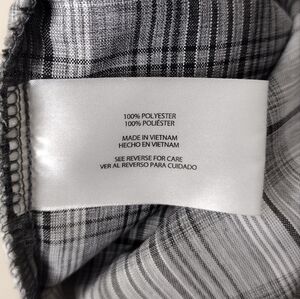 100% POLYESTER
100% POLIÉSTER
MADE IN VIETNAM
HECHO EN VIETNAM
SEE REVERSE FOR CARE
VER AL REVERSO PARA CUIDADO